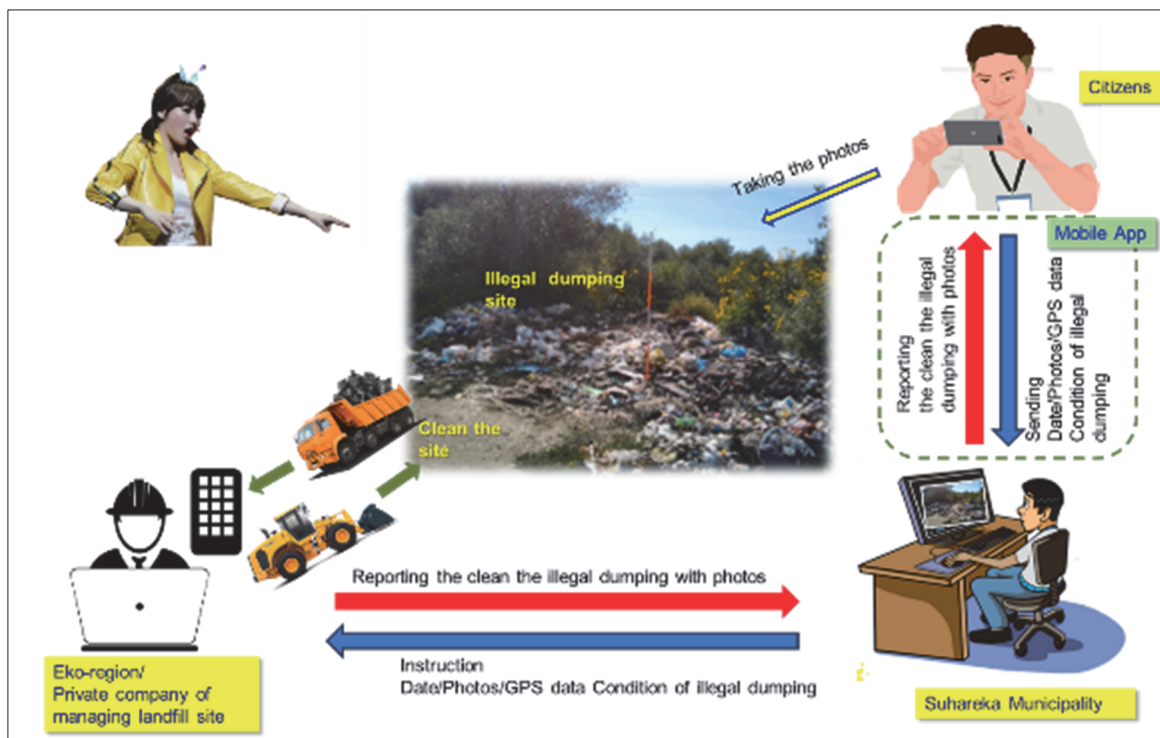 Citizens
Taking the photos
Mobile App
Reporting
the clean the illegal
dumping with photos
Sending
Date/Photos/GPS data
Condition of illegal
dumping
Illegal dumping
site
Clean the
site
Reporting the clean the illegal dumping with photos
Instruction
Date/Photos/GPS data Condition of illegal dumping
Eko-region/
Private company of
managing landfill site
Suhareka Municipality